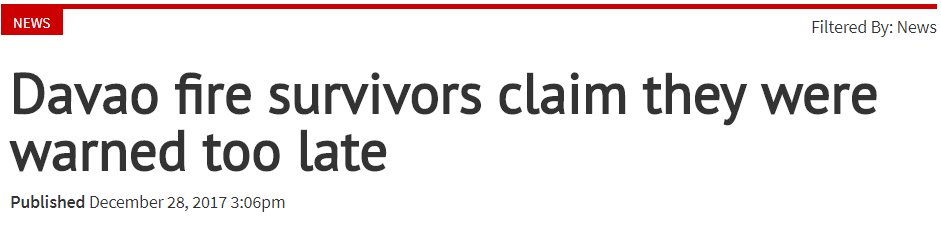 NEWS
Filtered By: News
Davao fire survivors claim they were
warned too late
Published December 28, 2017 3:06pm